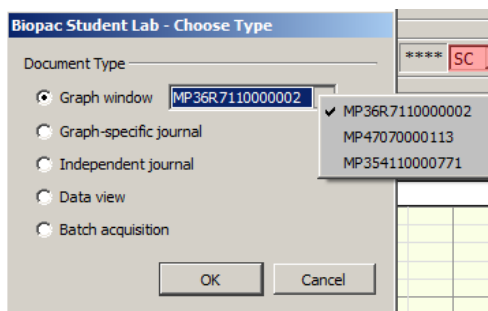 Biopac Student Lab - Choose Type
Document Type
Graph window MP36R7110000002
Graph-specific journal
Independent journal
Data view
Batch acquisition
OK Cancel
**** SC
MP36R7110000002
MP47070000113
MP354110000771